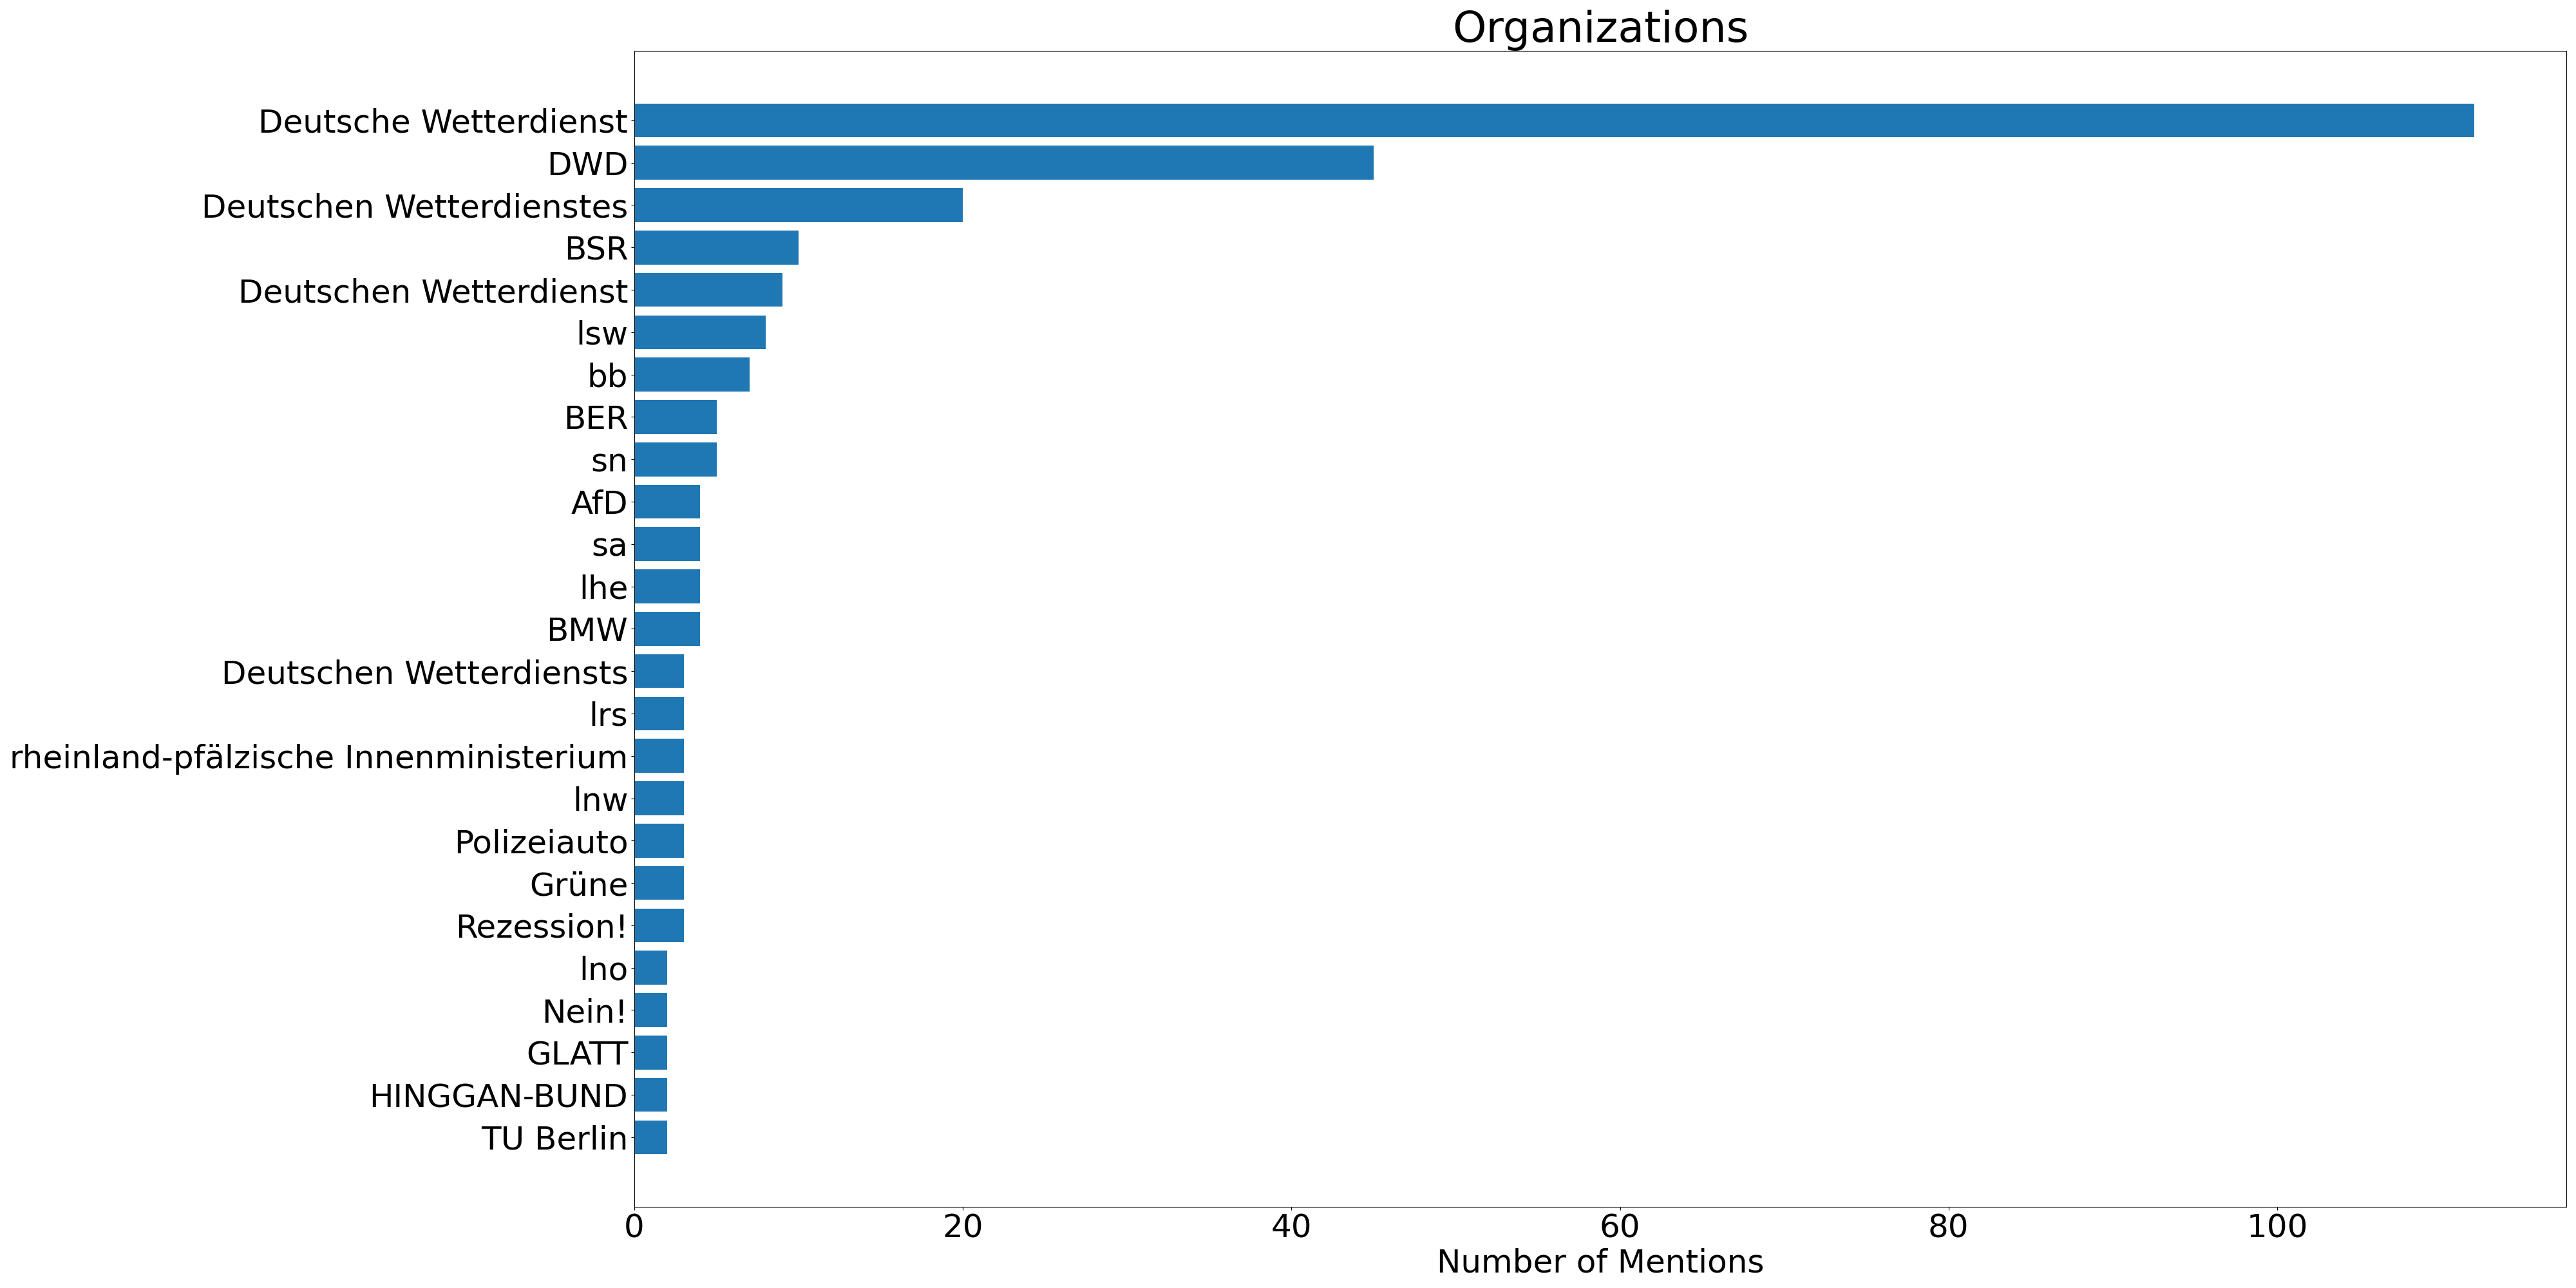 Organizations
Deutsche Wetterdienst
DWD
Deutschen Wetterdienstes
BSR
Deutschen Wetterdienst
lsw
bb
BER
sn
AfD
sa
lhe
BMW
Deutschen Wetterdiensts
lrs
rheinland-pfälzische Innenministerium
lnw
Polizeiauto
Grüne
Rezession!
lno
Nein!
GLATT
HINGGAN-BUND
TU Berlin
0 20 40 60 80 100
Number of Mentions